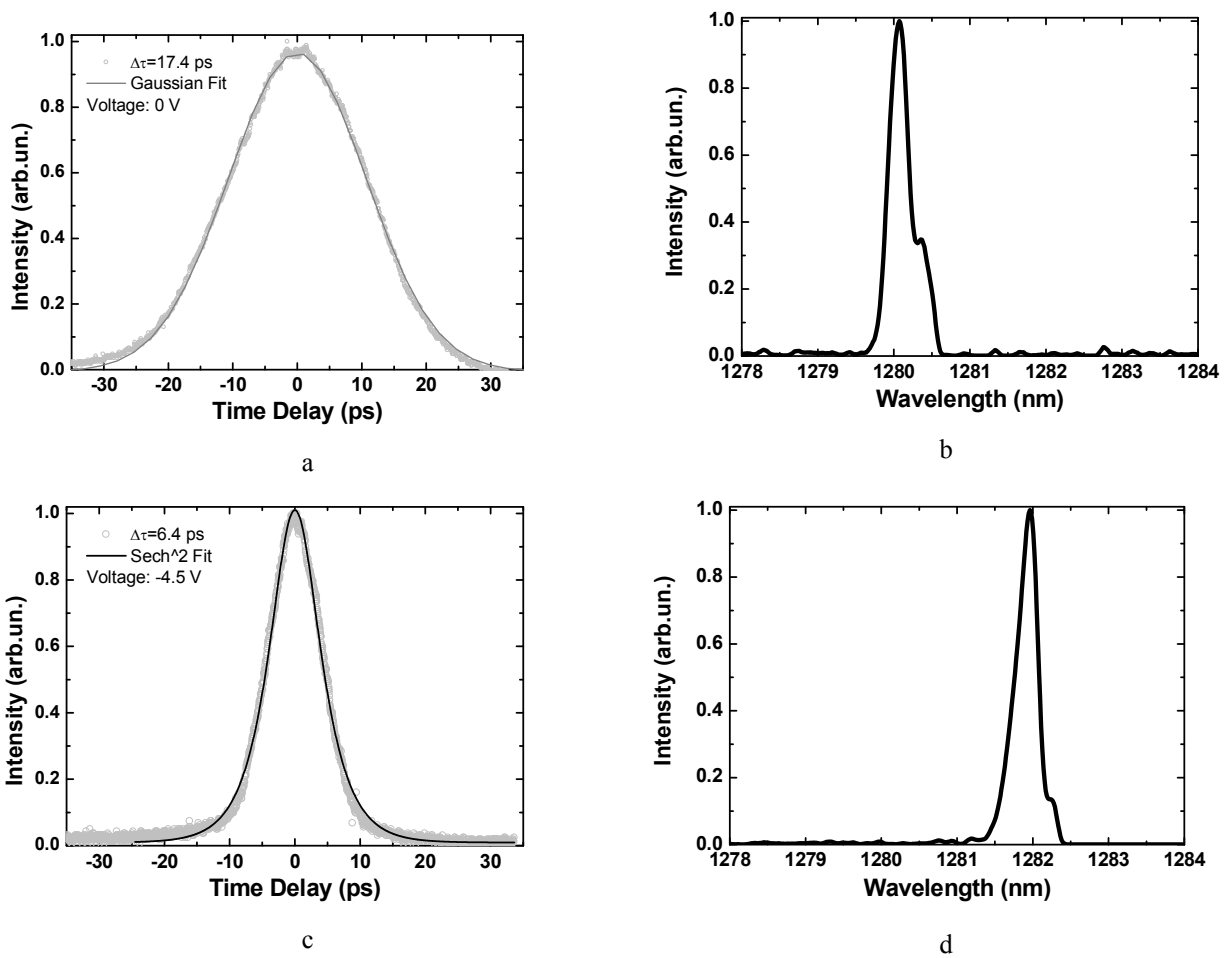 1.0
0.8
0.6
0.4
0.2
0.0
Intensity (arb.un.)
Δτ=17.4 ps
Gaussian Fit
Voltage: 0 V
-30 -20 -10 0 10 20 30
Time Delay (ps)
a
1.0
0.8
0.6
0.4
0.2
0.0
Intensity (arb.un.)
1278 1279 1280 1281 1282 1283 1284
Wavelength (nm)
b
1.0
0.8
0.6
0.4
0.2
0.0
Intensity (arb.un.)
Δτ=6.4 ps
Sech^2 Fit
Voltage: -4.5 V
-30 -20 -10 0 10 20 30
Time Delay (ps)
c
1.0
0.8
0.6
0.4
0.2
0.0
Intensity (arb.un.)
1278 1279 1280 1281 1282 1283 1284
Wavelength (nm)
d